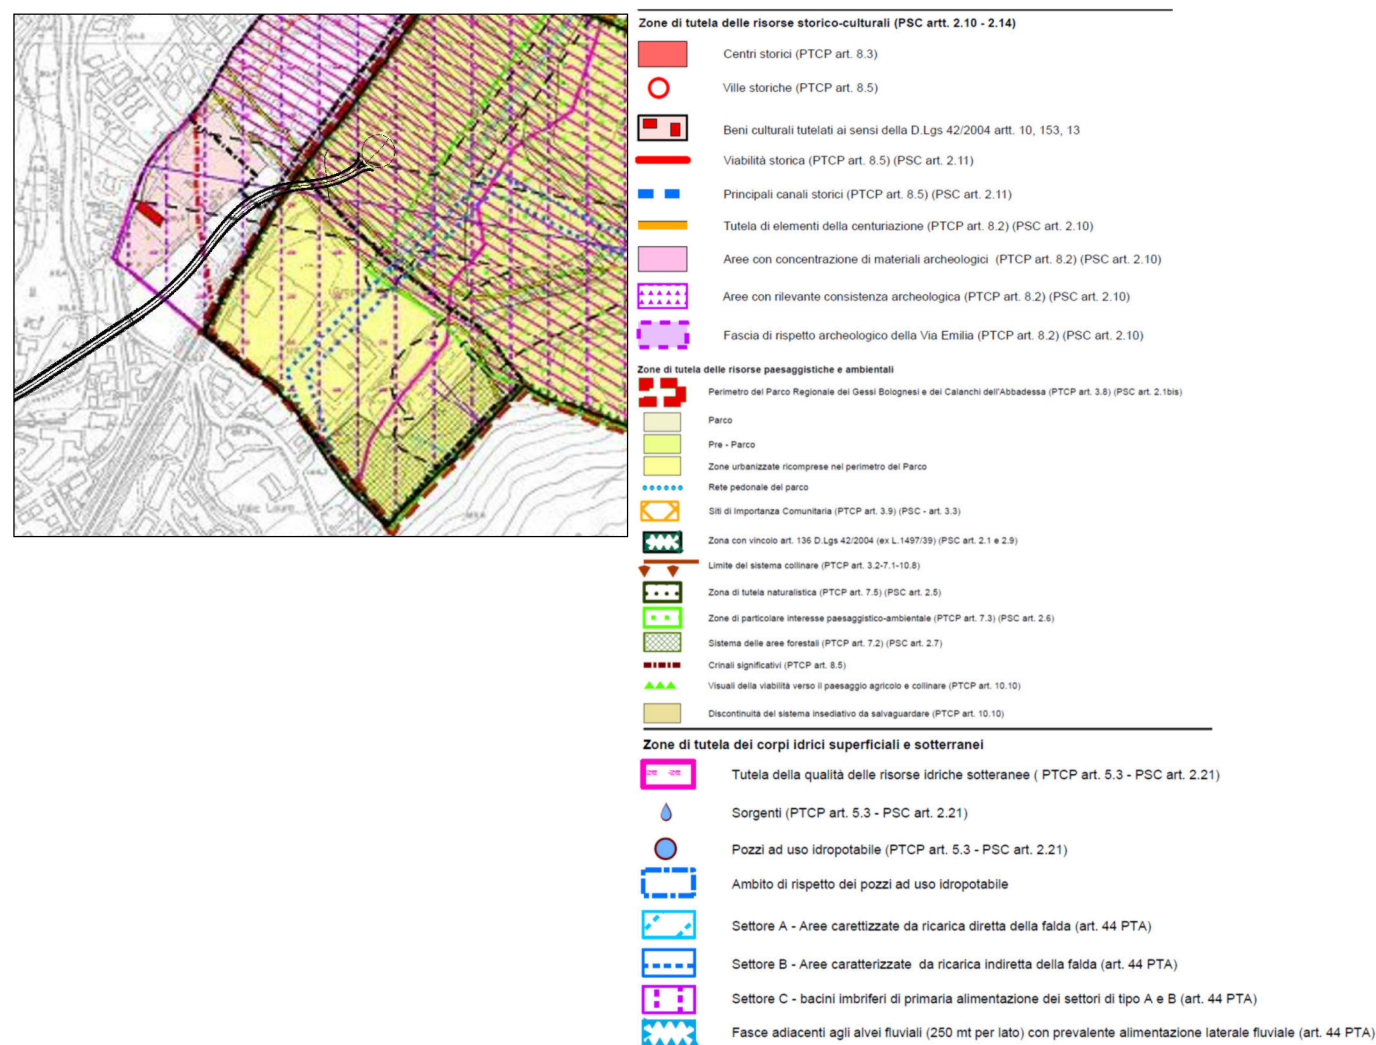 Zone di tutela delle risorse storico-culturali (PSC artt. 2.10 - 2.14)
Centri storici (PTCP art. 8.3)
Ville storiche (PTCP art. 8.5)
Beni culturali tutelati ai sensi della D.Lgs 42/2004 artt. 10, 153, 13
Viabilità storica (PTCP art. 8.5) (PSC art. 2.11)
Principali canali storici (PTCP art. 8.5) (PSC art. 2.11)
Tutela di elementi della centuriazione (PTCP art. 8.2) (PSC art. 2.10)
Aree con concentrazione di materiali archeologici (PTCP art. 8.2) (PSC art. 2.10)
Aree con rilevante consistenza archeologica (PTCP art. 8.2) (PSC art. 2.10)
Fascia di rispetto archeologico della Via Emilia (PTCP art. 8.2) (PSC art. 2.10)
Zone di tutela delle risorse paesaggistiche e ambientali
Perimetro del Parco Regionale dei Gessi Bolognesi e dei Calanchi dell'Abbadessa (PTCP art. 3.8) (PSC art. 2.1bis)
Parco
Pre - Parco
Zone urbanizzate ricomprese nel perimetro del Parco
Rete pedonale del parco
Siti di Importanza Comunitaria (PTCP art. 3.9) (PSC - art. 3.3)
Zona con vincolo art. 136 D.Lgs 42/2004 (ex L.1497/39) (PSC art. 2.1 e 2.9)
Limite del sistema collinare (PTCP art. 3.2-7.1-10.8)
Zona di tutela naturalistica (PTCP art. 7.5) (PSC art. 2.5)
Zone di particolare interesse paesaggistico-ambientale (PTCP art. 7.3) (PSC art. 2.6)
Sistema delle aree forestali (PTCP art. 7.2) (PSC art. 2.7)
Crinali significativi (PTCP art. 8.5)
Visuali della viabilità verso il paesaggio agricolo e collinare (PTCP art. 10.10)
Discontinuità del sistema insediativo da salvaguardare (PTCP art. 10.10)
Zone di tutela dei corpi idrici superficiali e sotterranei
Tutela della qualità delle risorse idriche sotteranee ( PTCP art. 5.3 - PSC art. 2.21)
Sorgenti (PTCP art. 5.3 - PSC art. 2.21)
Pozzi ad uso idropotabile (PTCP art. 5.3 - PSC art. 2.21)
Ambito di rispetto dei pozzi ad uso idropotabile
Settore A - Aree carettizzate da ricarica diretta della falda (art. 44 PTA)
Settore B - Aree caratterizzate da ricarica indiretta della falda (art. 44 PTA)
Settore C - bacini imbriferi di primaria alimentazione dei settori di tipo A e B (art. 44 PTA)
Fasce adiacenti agli alvei fluviali (250 mt per lato) con prevalente alimentazione laterale fluviale (art. 44 PTA)